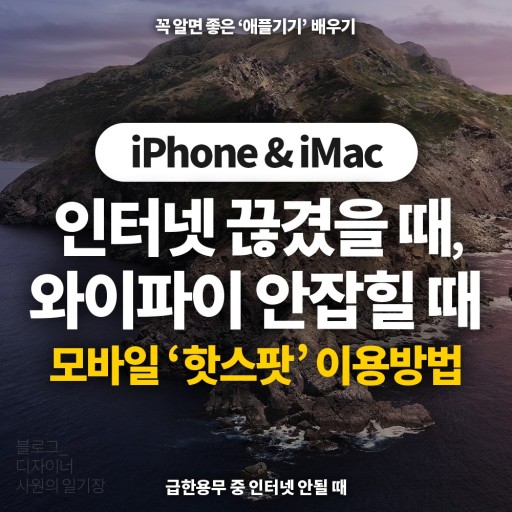 꼭 알면 좋은 ‘애플기기’ 배우기
iPhone & iMac
인터넷 끊겼을 때,
와이파이 안잡힐 때
모바일 ‘핫스팟’ 이용방법
블로그_
디자이너
사원의 일기장
급한용무 중 인터넷 안될 때